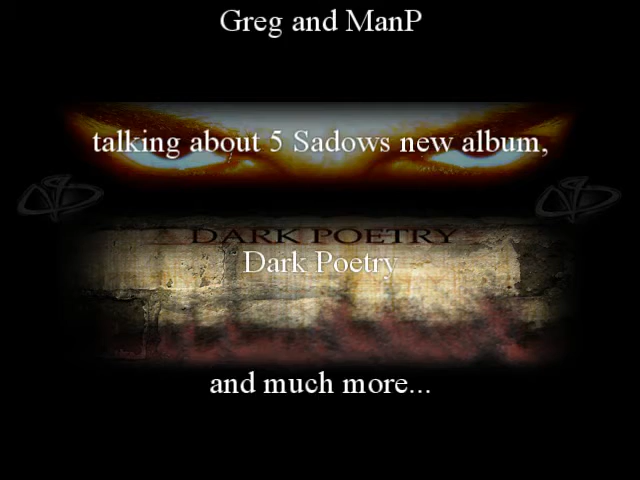 Greg and ManP
talking about 5 Sadows new album,
DARK POETRY
Dark Poetry
and much more...